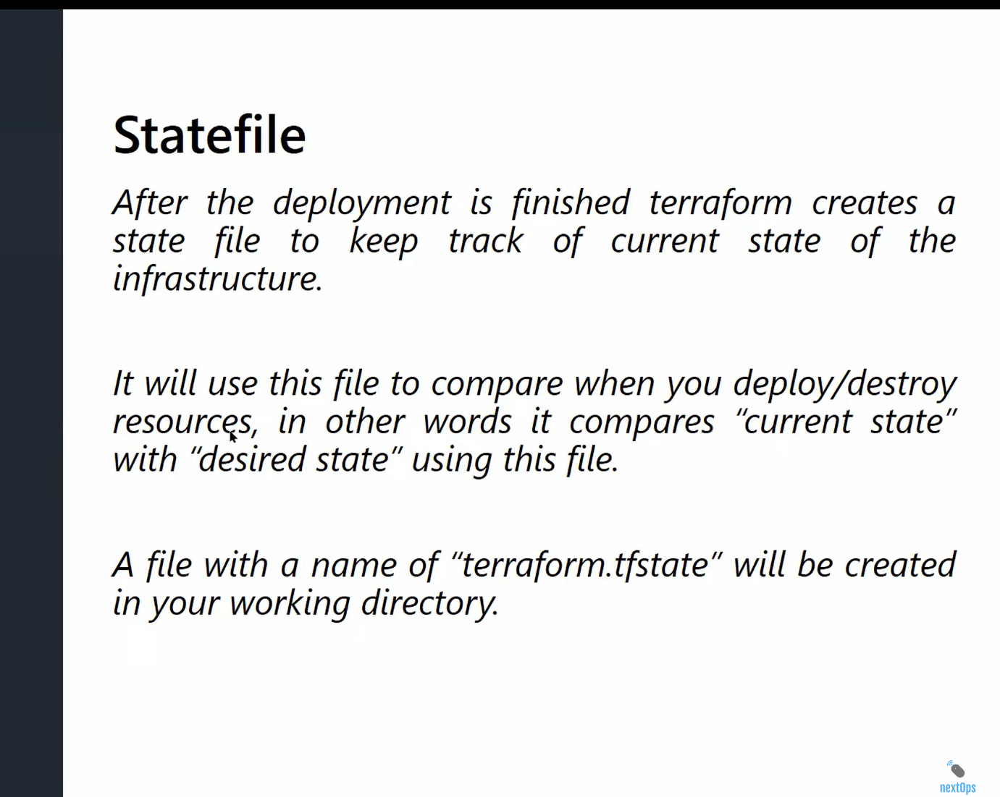 Statefile
After the deployment is finished terraform creates a
state file to keep track of current state of the
infrastructure.
It will use this file to compare when you deploy/destroy
resources, in other words it compares “current state”
with “desired state” using this file.
A file with a name of “terraform.tfstate” will be created
in your working directory.
nextOps